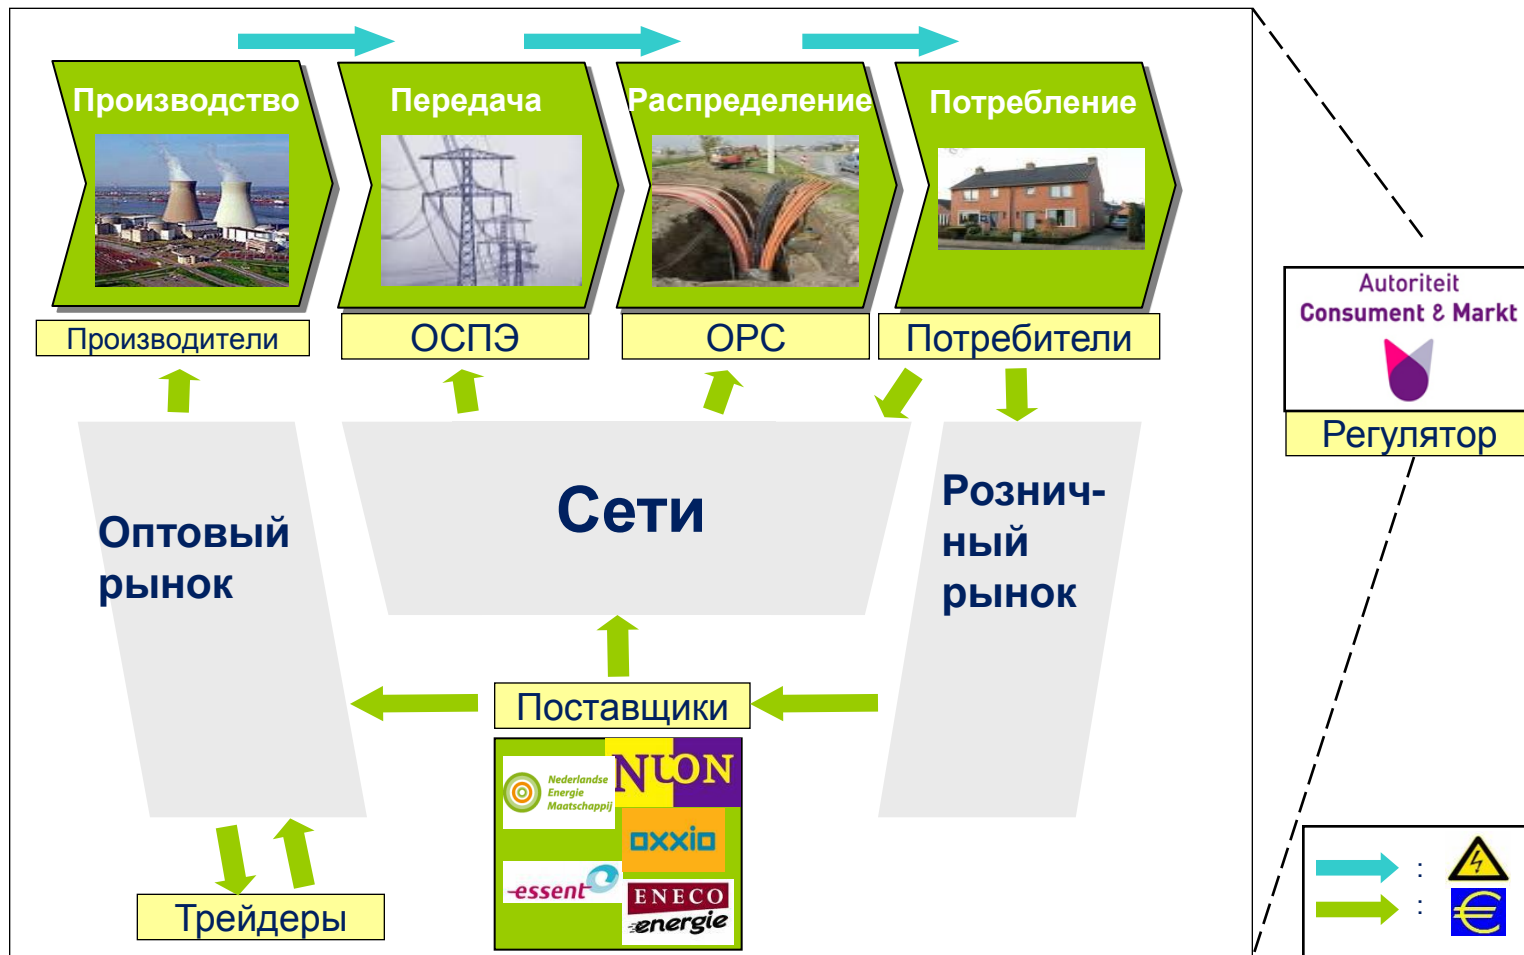 Производство
Передача
Распределение
Потребление
Производители
ОСПЭ
ОРС
Потребители
Autoriteit
Consument & Markt
Регулятор
Оптовый
рынок
Сети
Рознич-
ный
рынок
Поставщики
Nederlandse
Energie
Maatschappij
NUON
oxxio
essent
ENECO
energie
Трейдеры
:
€
: